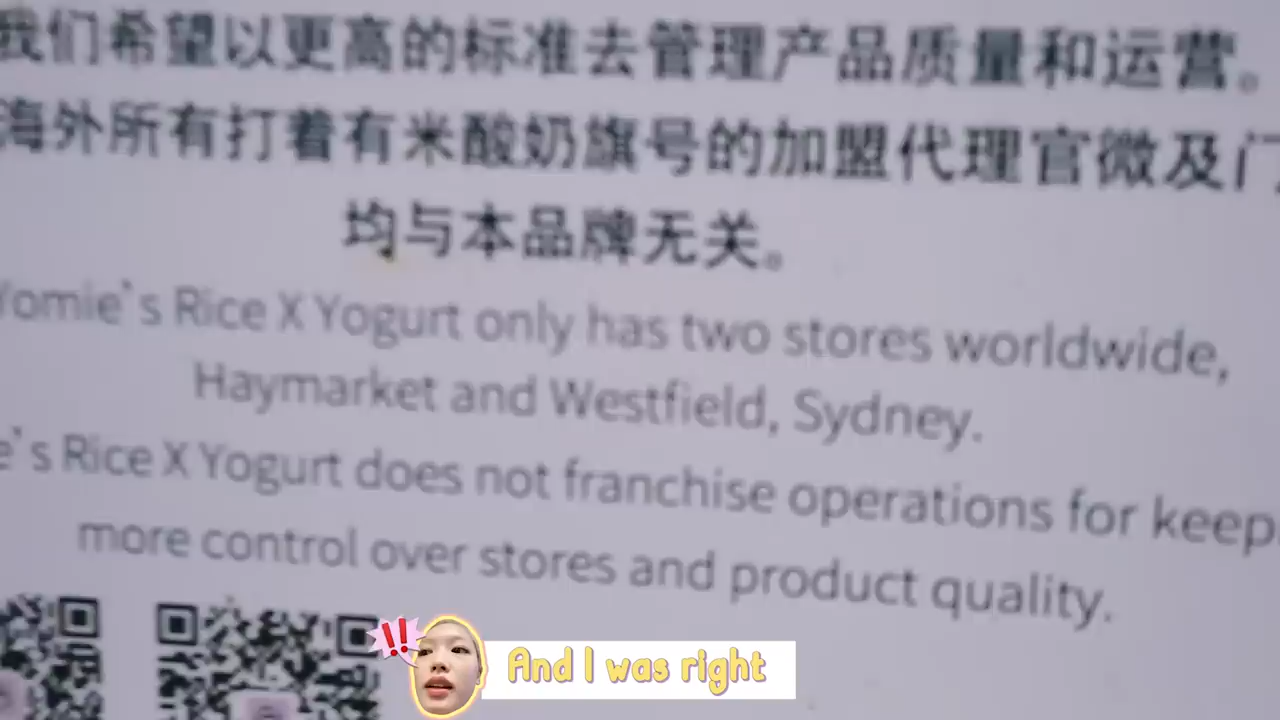 我们希望以更高的标准去管理产品质量和运营。
海外所有打着有米酸奶旗号的加盟代理官微及门
均与本品牌无关。
Yomie's Rice X Yogurt only has two stores worldwide,
Haymarket and Westfield, Sydney.
e's Rice X Yogurt does not franchise operations for keep
more control over stores and product quality.
!!
And I was right